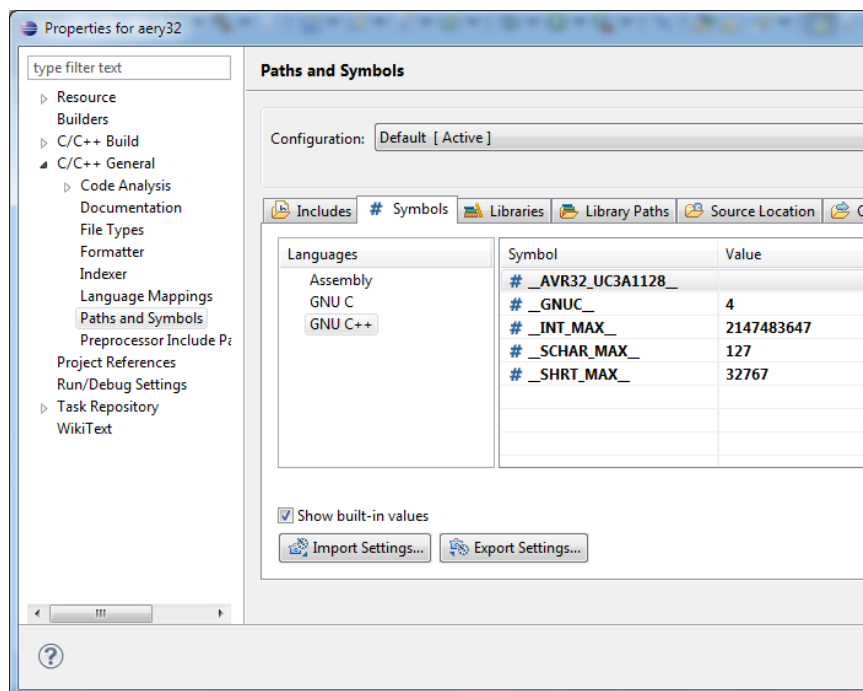 Properties for aery32
type filter text
Resource
Builders
C/C++ Build
C/C++ General
Code Analysis
Documentation
File Types
Formatter
Indexer
Language Mappings
Paths and Symbols
Preprocessor Include Pa
Project References
Run/Debug Settings
Task Repository
WikiText
Paths and Symbols
Configuration: Default [ Active ]
Includes # Symbols Libraries Library Paths Source Location
Languages
Assembly
GNU C
GNU C++
Symbol Value
# __AVR32_UC3A1128__
# __GNUC__ 4
# __INT_MAX__ 2147483647
# __SCHAR_MAX__ 127
# __SHRT_MAX__ 32767
Show built-in values
Import Settings... Export Settings...
?